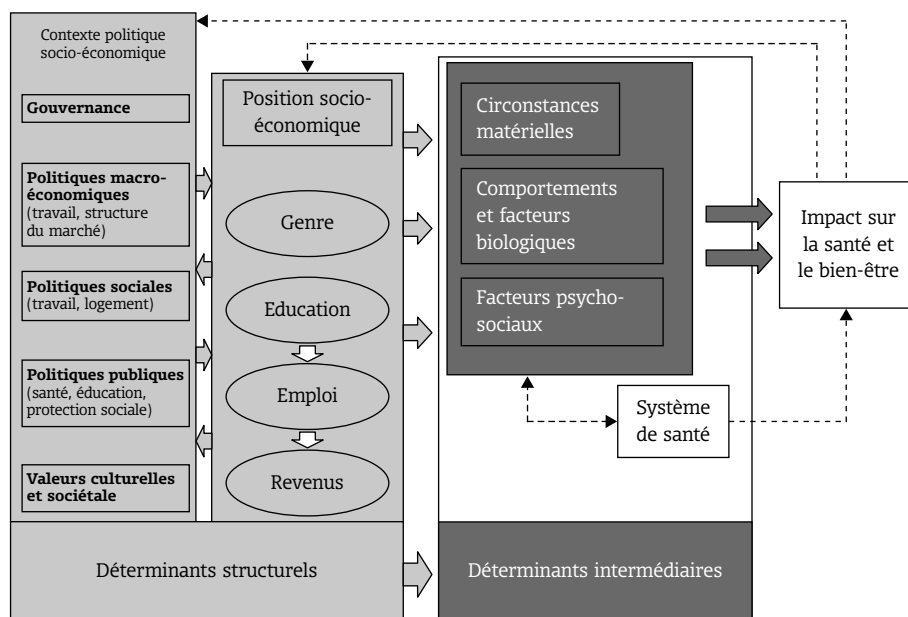 Contexte politique
socio-économique
Gouvernance
Politiques macro-
économiques
(travail, structure
du marché)
Politiques sociales
(travail, logement)
Politiques publiques
(santé, éducation,
protection sociale)
Valeurs culturelles
et sociétale
Position socio-
économique
Genre
Education
Emploi
Revenus
Circonstances
matérielles
Comportements
et facteurs
biologiques
Facteurs psycho-
sociaux
Système
de santé
Impact sur
la santé et
le bien-être
Déterminants structurels
Déterminants intermédiaires